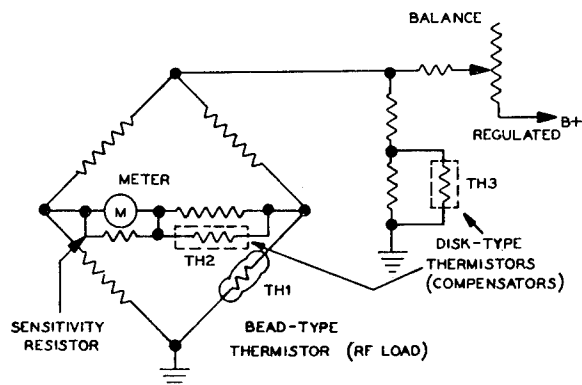 BALANCE
B+
REGULATED
METER
M
TH3
TH2
DISK-TYPE
THERMISTORS
(COMPENSATORS)
TH1
SENSITIVITY
RESISTOR
BEAD-TYPE
THERMISTOR (RF LOAD)